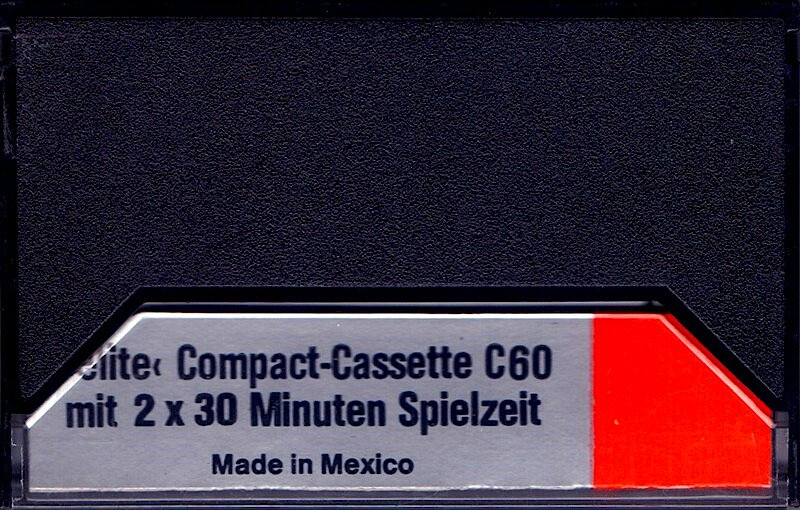 elite‹ Compact-Cassette C60
mit 2 x 30 Minuten Spielzeit
Made in Mexico